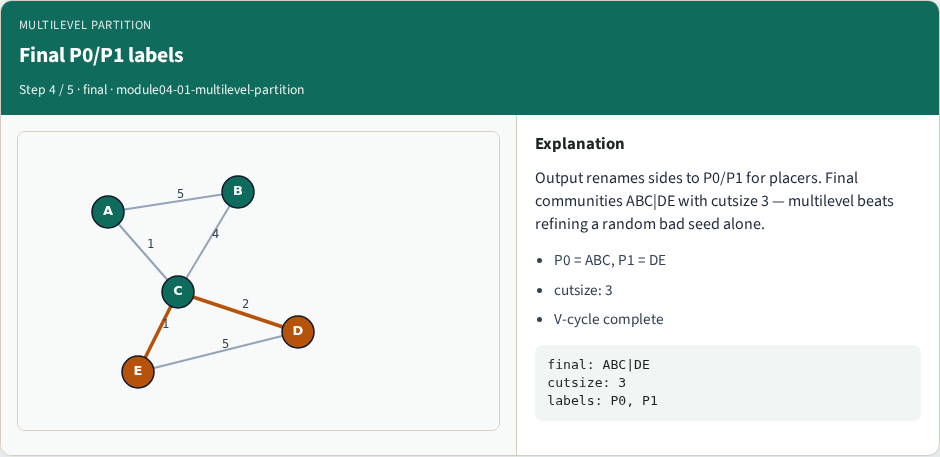 MULTILEVEL PARTITION
Final P0/P1 labels
Step 4 / 5 · final · module04-01-multilevel-partition
A
B
C
D
E
5
1
4
2
1
5
Explanation
Output renames sides to P0/P1 for placers. Final
communities ABC|DE with cutsize 3 — multilevel beats
refining a random bad seed alone.
• P0 = ABC, P1 = DE
• cutsize: 3
• V-cycle complete
final: ABC|DE
cutsize: 3
labels: P0, P1